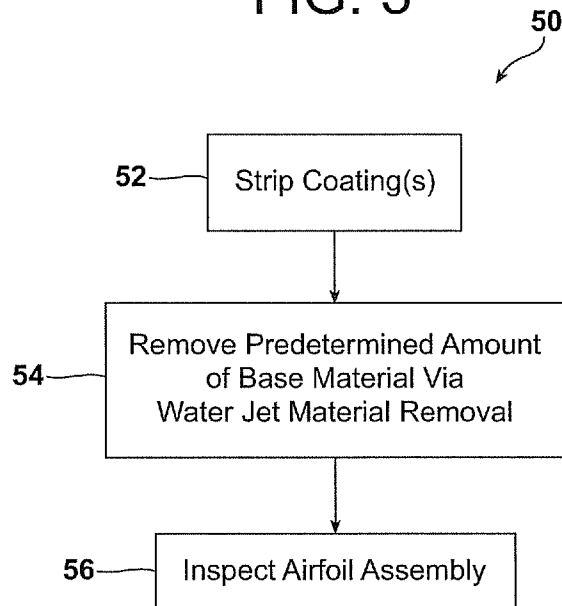 FIG.
50
52
Strip Coating(s)
54
Remove Predetermined Amount
of Base Material Via
Water Jet Material Removal
56
Inspect Airfoil Assembly